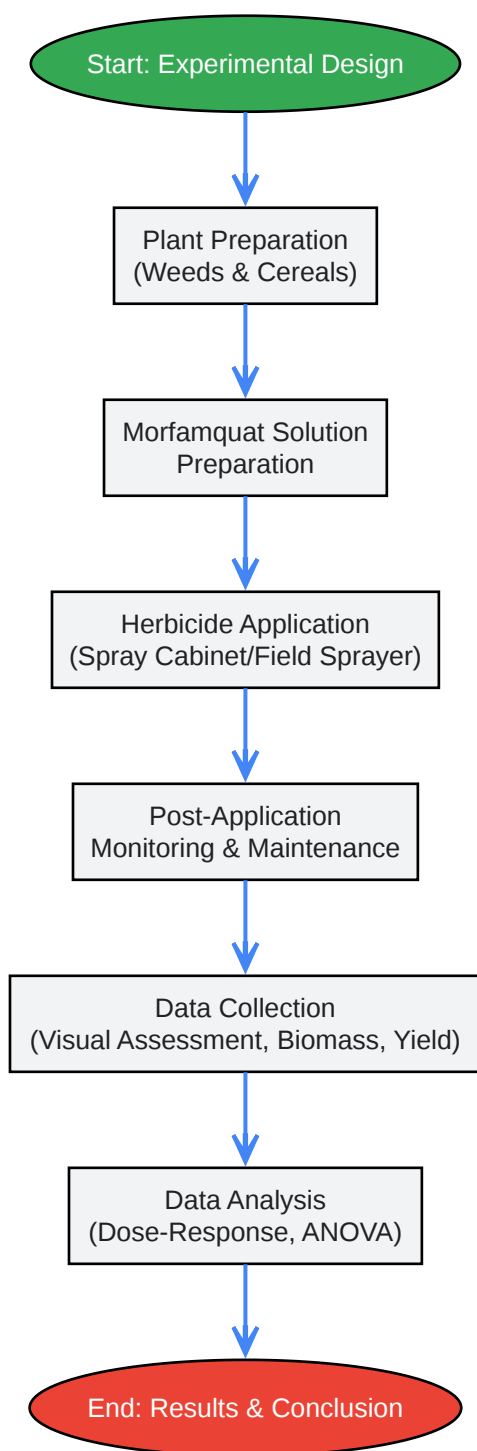 Start: Experimental Design
Plant Preparation
(Weeds & Cereals)
Morfamquat Solution
Preparation
Herbicide Application
(Spray Cabinet/Field Sprayer)
Post-Application
Monitoring & Maintenance
Data Collection
(Visual Assessment, Biomass, Yield)
Data Analysis
(Dose-Response, ANOVA)
End: Results & Conclusion